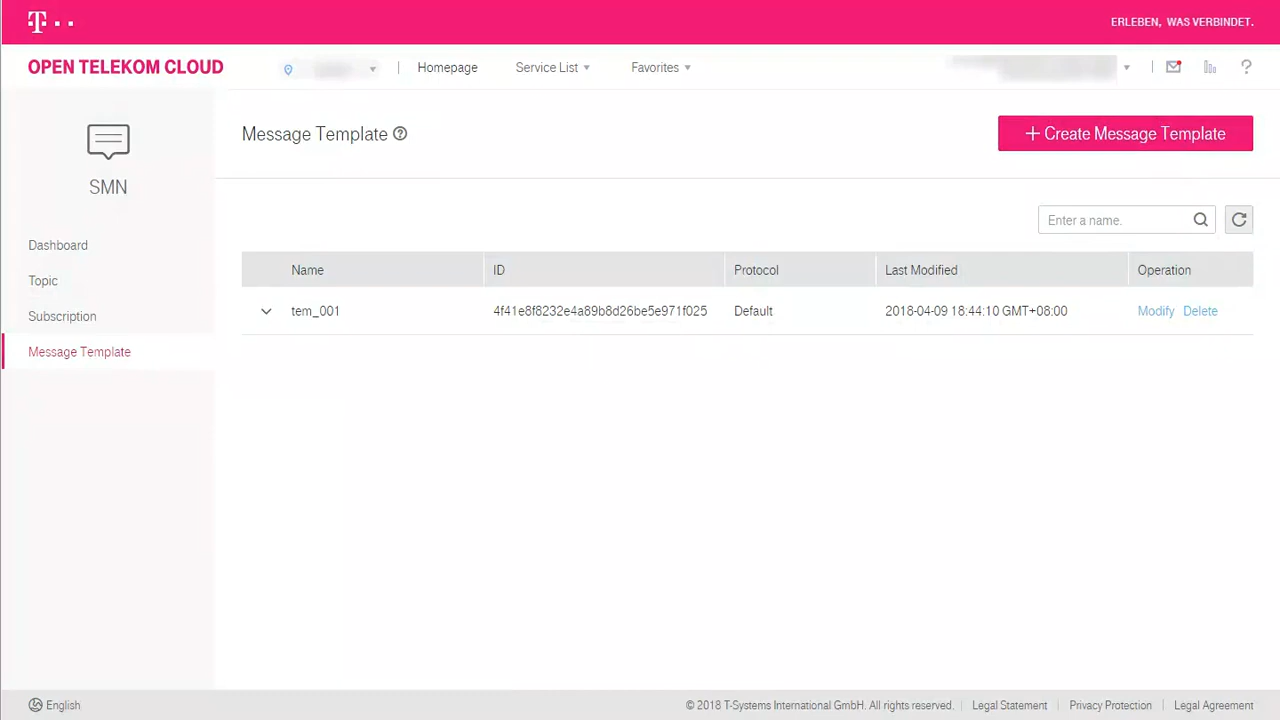 T
ERLEBEN, WAS VERBINDET.
OPEN TELEKOM CLOUD
Homepage
Service List
Favorites
SMN
Dashboard
Topic
Subscription
Message Template
Message Template
+ Create Message Template
Enter a name.
Name ID Protocol Last Modified Operation
tem_001 4f41e8f8232e4a89b8d26be5e971f025 Default 2018-04-09 18:44:10 GMT+08:00 Modify Delete
English
© 2018 T-Systems International GmbH. All rights reserved. | Legal Statement | Privacy Protection | Legal Agreement